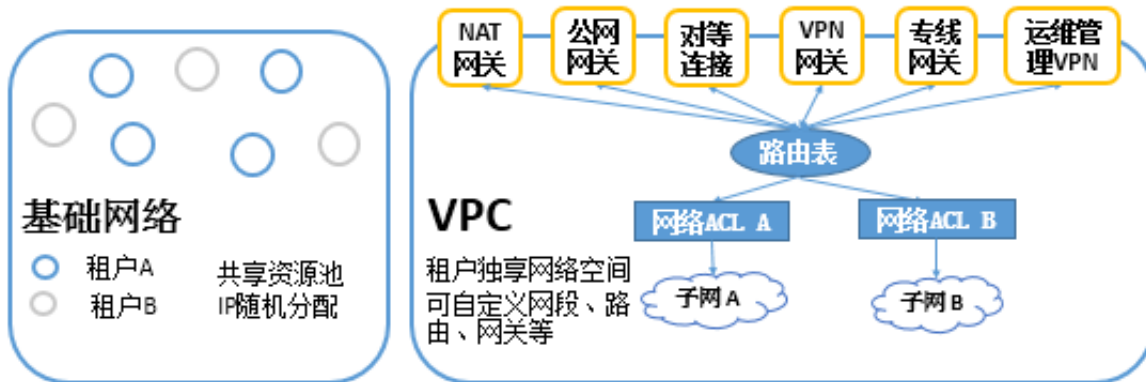 基础网络
租户A
租户B
共享资源池
IP随机分配
NAT
网关
公网
网关
对等
连接
VPN
网关
专线
网关
运维管
理VPN
路由表
VPC
网络ACL A
网络ACL B
租户独享网络空间
可自定义网段、路
由、网关等
子网A
子网B